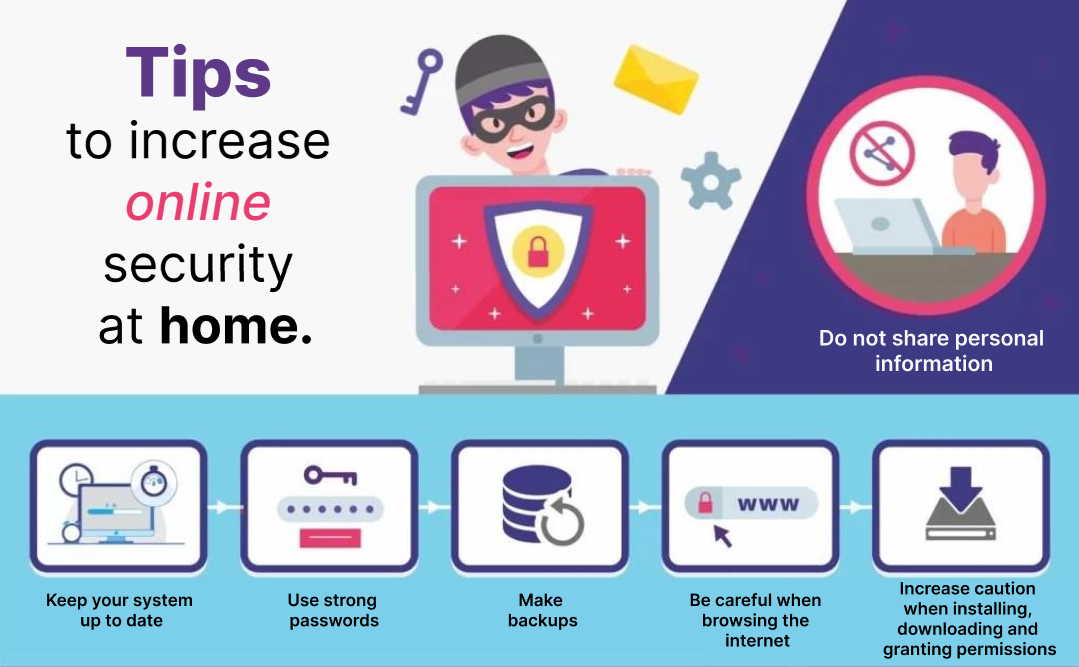 Tips
to increase
online
security
at home.
Do not share personal
information
www
Keep your system
up to date
Use strong
passwords
Make
backups
Be careful when
browsing the
internet
Increase caution
when installing,
downloading and
granting permissions